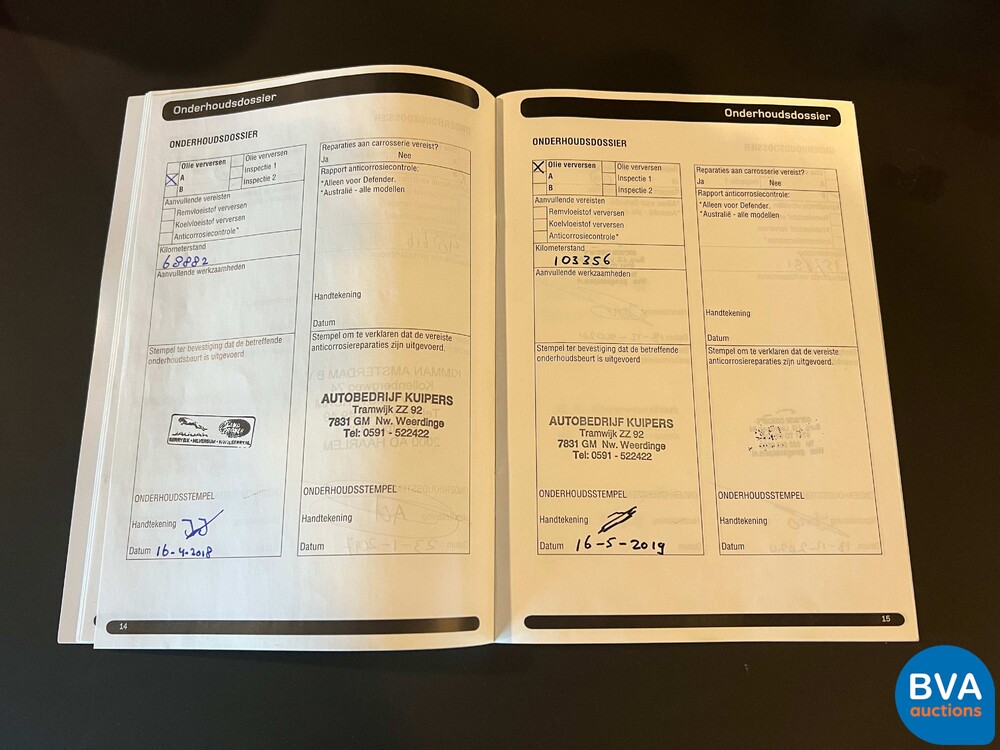 Onderhoudsdossier
ONDERHOUDSDOSSIER
Olie verversen
A
B
Olie verversen
Inspectie 1
Inspectie 2
Aanvullende vereisten
Remvloeistof verversen
Koelvloeistof verversen
Anticorrosiecontrole*
Kilometerstand
68882
Aanvullende werkzaamheden
Stempel ter bevestiging dat de betreffende
onderhoudsbeurt is uitgevoerd
JAGUAR
LAND ROVER
ONDERHOUDSSTEMPEL
Handtekening
Datum 16-4-2018
Reparaties aan carrosserie vereist?
Ja Nee
Rapport anticorrosiecontrole:
*Alleen voor Defender.
*Australië - alle modellen
Handtekening
Datum
Stempel om te verklaren dat de vereiste
anticorrosiereparaties zijn uitgevoerd.
AUTOBEDRIJF KUIPERS
Tramwijk ZZ 92
7831 GM Nw. Weerdinge
Tel: 0591 - 522422
ONDERHOUDSSTEMPEL
Handtekening
Datum
14
Onderhoudsdossier
ONDERHOUDSDOSSIER
Olie verversen
A
B
Olie verversen
Inspectie 1
Inspectie 2
Aanvullende vereisten
Remvloeistof verversen
Koelvloeistof verversen
Anticorrosiecontrole*
Kilometerstand
103356
Aanvullende werkzaamheden
Stempel ter bevestiging dat de betreffende
onderhoudsbeurt is uitgevoerd
AUTOBEDRIJF KUIPERS
Tramwijk ZZ 92
7831 GM Nw. Weerdinge
Tel: 0591 - 522422
ONDERHOUDSSTEMPEL
Handtekening
Datum 16-5-2019
Reparaties aan carrosserie vereist?
Ja Nee
Rapport anticorrosiecontrole:
*Alleen voor Defender.
*Australië - alle modellen
Handtekening
Datum
Stempel om te verklaren dat de vereiste
anticorrosiereparaties zijn uitgevoerd.
ONDERHOUDSSTEMPEL
Handtekening
Datum
15
BVA
auctions